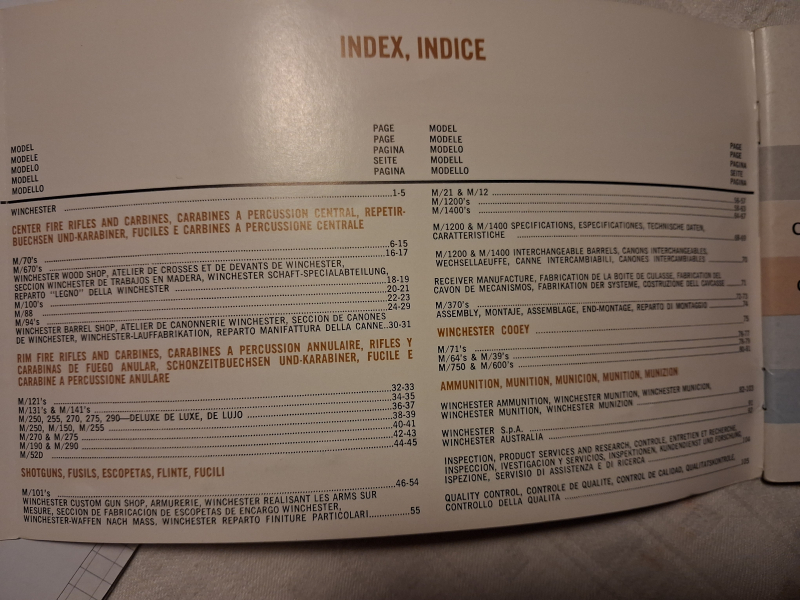 INDEX, INDICE
MODEL
MODELE
MODELO
MODELL
MODELLO
PAGE
PAGE
PAGINA
SEITE
PAGINA
WINCHESTER 1-5
CENTER FIRE RIFLES AND CARBINES, CARABINES A PERCUSSION CENTRAL, REPETIR-
BUECHSEN UND-KARABINER, FUCILES E CARBINES A PERCUSSIONE CENTRALE
M/70's 6-15
M/670's 16-17
WINCHESTER WOOD SHOP, ATELIER DE CROSSES ET DE DEVANTS DE WINCHESTER,
SECCION WINCHESTER DE TRABAJOS EN MADERA, WINCHESTER SCHAFT-SPECIALABTEILUNG,
REPARTO "LEGNO" DELLA WINCHESTER 18-19
M/100's 20-21
M/88 22-23
M/94's 24-29
WINCHESTER BARREL SHOP, ATELIER DE CANONNERIE WINCHESTER, SECCION DE CANONES
DE WINCHESTER, WINCHESTER-LAUFFABRIKATION, REPARTO MANIFATTURA DELLA CANNE..30-31
RIM FIRE RIFLES AND CARBINES, CARABINES A PERCUSSION ANNULAIRE, RIFLES Y
CARABINAS DE FUEGO ANULAR, SCHONZEITBUECHSEN UND-KARABINER, FUCILE E
CARABINE A PERCUSSIONE ANULARE
M/121's 32-33
M/131's & M/141's 34-35
M/250, 255, 270, 275, 290—DELUXE DE LUXE, DE LUJO 36-37
M/250, M/150, M/255 38-39
M/270 & M/275 40-41
M/190 & M/290 42-43
M/52D 44-45
SHOTGUNS, FUSILS, ESCOPETAS, FLINTE, FUCILI
M/101's 46-54
WINCHESTER CUSTOM GUN SHOP, ARMURERIE, WINCHESTER REALISANT LES ARMS SUR
MESURE, SECCION DE FABRICACION DE ESCOPETAS DE ENCARGO WINCHESTER,
WINCHESTER-WAFFEN NACH MASS. WINCHESTER REPARTO FINITURE PARTICOLARI 55
MODEL
MODELE
MODELO
MODELL
MODELLO
PAGE
PAGE
PAGINA
SEITE
PAGINA
M/21 & M/12
M/1200's
M/1400's
M/1200 & M/1400 SPECIFICATIONS, ESPECIFICATIONES, TECHNISCHE DATEN,
CARATTERISTICHE
M/1200 & M/1400 INTERCHANGEABLE BARRELS, CANONS INTERCHANGEABLES,
WECHSELLAEUFFE, CANNE INTERCAMBIABILI, CANONES INTERCAMBIABLES
RECEIVER MANUFACTURE, FABRICATION DE LA BOITE DE CULASSE, FABRICACION DEL
CAVON DE MECANISMOS, FABRIKATION DER SYSTEME, COSTRUZIONE DELL
M/370's
ASSEMBLY, MONTAJE, ASSEMBLAGE, END-MONTAGE, REPARTO DI MONTAGGIO
WINCHESTER COOEY
M/71's
M/64's & M/39's
M/750 & M/600's
AMMUNITION, MUNITION, MUNICION, MUNITION, MUNIZION
WINCHESTER AMMUNITION, WINCHESTER MUNITION, WINCHESTER MUNICION,
WINCHESTER MUNITION, WINCHESTER MUNIZION
WINCHESTER S.p.A.
WINCHESTER AUSTRALIA
INSPECTION, PRODUCT SERVICES AND RESEARCH, CONTROLE, ENTRETIEN ET RECHERCHE,
INSPECCION, IVESTIGACION Y SERVICIOS, INSPEKTIONEN, KUNDENDIENST UND FORSCHUNG,
ISPEZIONE, SERVISIO DI ASSISTENZA E DI RICERCA
QUALITY CONTROL, CONTROLE DE QUALITE, CONTROL DE CALIDAD, QUALITATSKONTROLLE,
CONTROLLO DELLA QUALITA